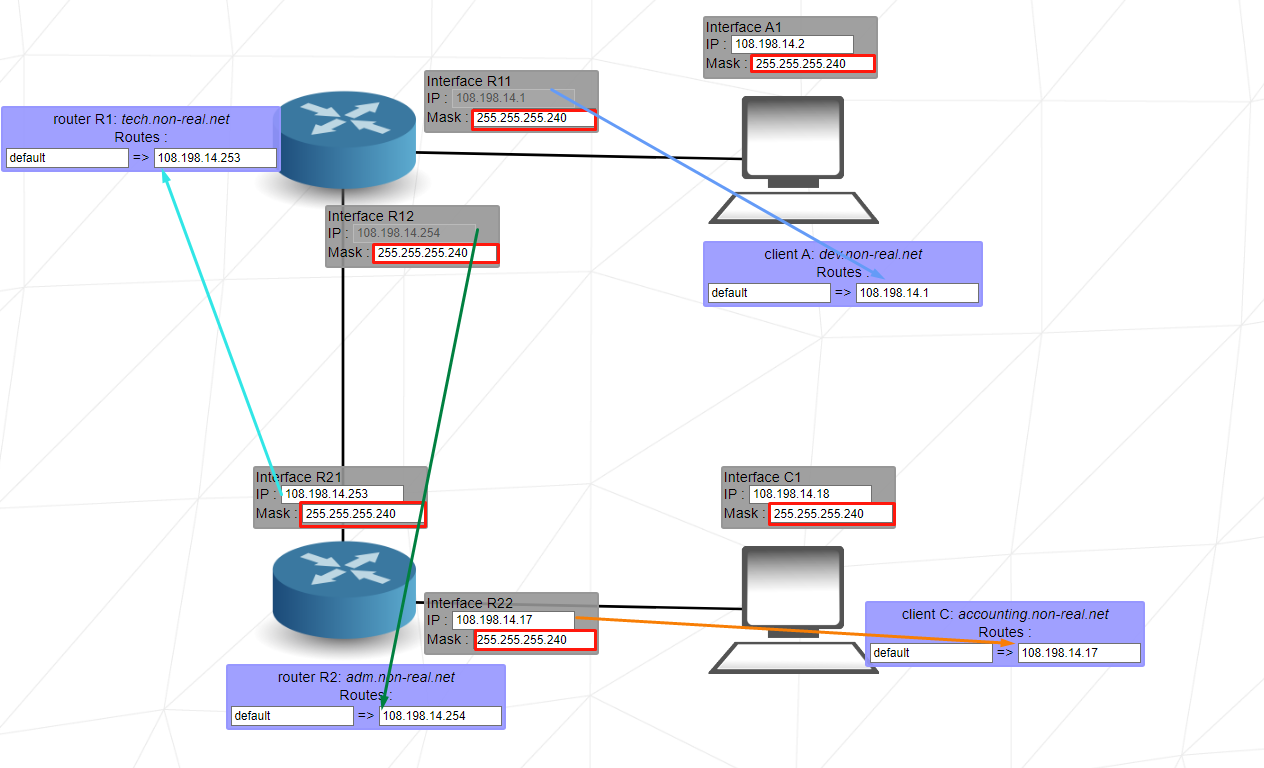 Interface A1
IP : 108.198.14.2
Mask : 255.255.255.240
Interface R11
IP : 108.198.14.1
Mask : 255.255.255.240
router R1: tech.non-real.net
Routes :
default => 108.198.14.253
Interface R12
IP : 108.198.14.254
Mask : 255.255.255.240
client A: dev.non-real.net
Routes :
default => 108.198.14.1
Interface R21
IP : 108.198.14.253
Mask : 255.255.255.240
Interface C1
IP : 108.198.14.18
Mask : 255.255.255.240
Interface R22
IP : 108.198.14.17
Mask : 255.255.255.240
client C: accounting.non-real.net
Routes :
default => 108.198.14.17
router R2: adm.non-real.net
Routes :
default => 108.198.14.254